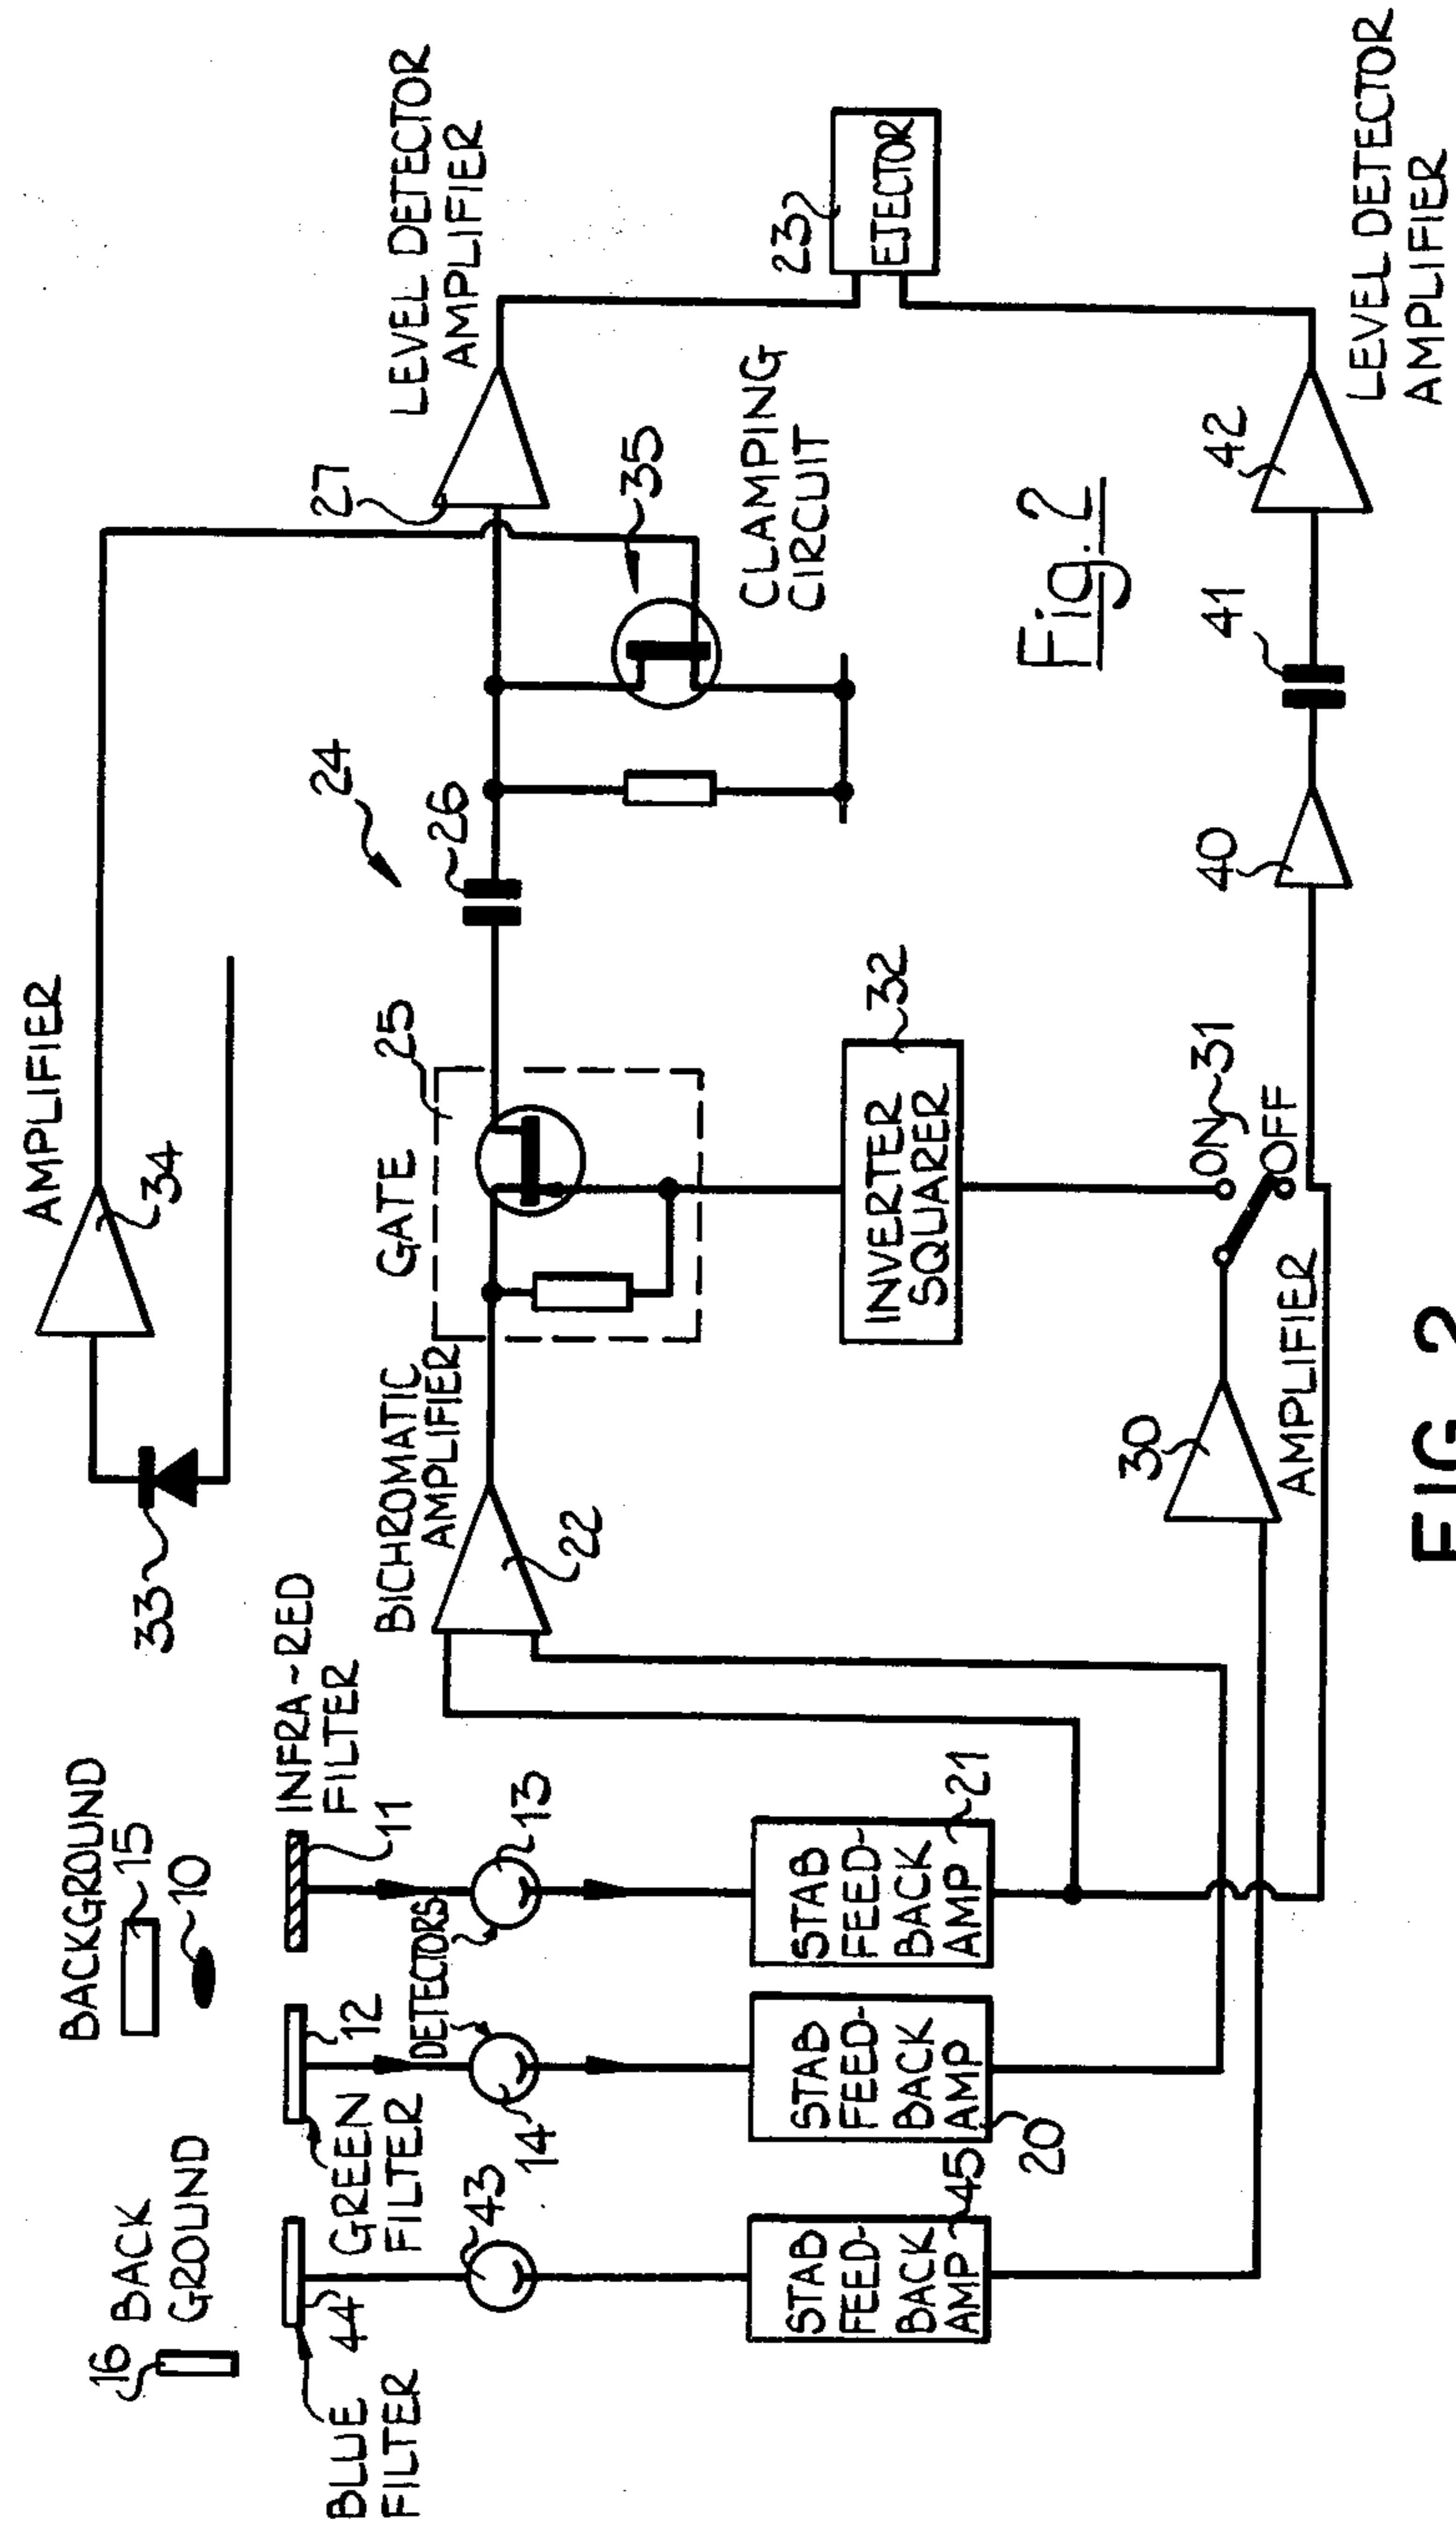 BACK
GROUND
16
BACKGROUND
15
10
33
AMPLIFIER
34
BLUE
FILTER
44
GREEN
FILTER
12
INFRA-RED
FILTER
11
43
14
DETECTORS
13
BICHROMATIC
AMPLIFIER
22
GATE
25
24
26
27
LEVEL DETECTOR
AMPLIFIER
35
CLAMPING
CIRCUIT
23
EJECTOR
STAB
FEED-
BACK
AMP
45
STAB
FEED-
BACK
AMP
20
STAB
FEED-
BACK
AMP
21
INVERTER
SQUARER
32
30
AMPLIFIER
ON
31
OFF
40
41
42
LEVEL DETECTOR
AMPLIFIER
Fig. 2
FIG 2